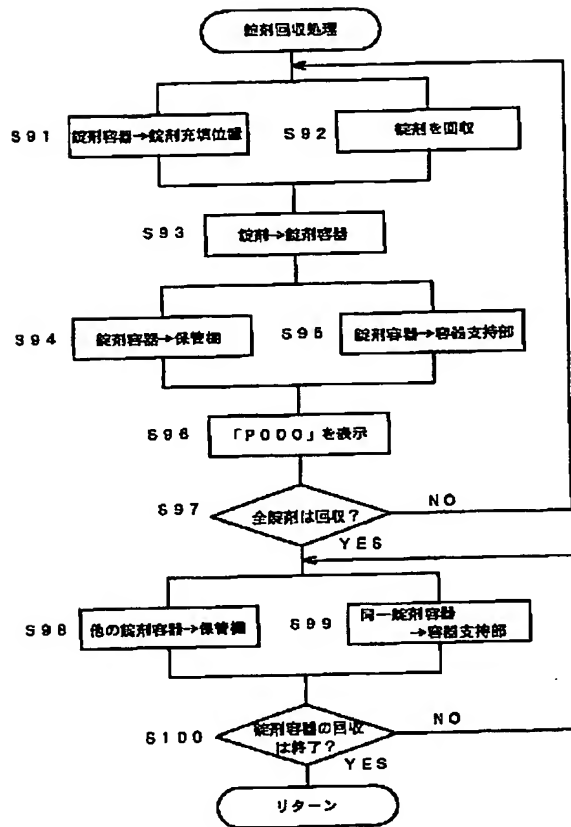 錠剤回収処理
S91
錠剤容器→錠剤充填位置
S92
錠剤を回収
S93
錠剤→錠剤容器
S94
錠剤容器→保管棚
S95
錠剤容器→容器支持部
S96
「PODO」を表示
S97
全錠剤は回収?
NO
YES
S98
他の錠剤容器→保管棚
S99
同一錠剤容器
→容器支持部
S100
錠剤容器の回収
は終了?
NO
YES
リターン